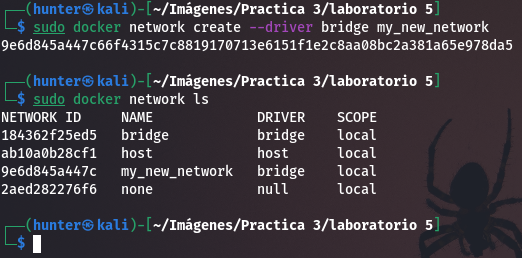 ┌──(hunter㉿kali)-[~/Imágenes/Practica 3/laboratorio 5]
└─$ sudo docker network create --driver bridge my_new_network
9e6d845a447c66f4315c7c8819170713e6151f1e2c8aa08bc2a381a65e978da5
┌──(hunter㉿kali)-[~/Imágenes/Practica 3/laboratorio 5]
└─$ sudo docker network ls
NETWORK ID     NAME             DRIVER    SCOPE
184362f25ed5   bridge           bridge    local
ab10a0b28cf1   host             host      local
9e6d845a447c   my_new_network   bridge    local
2aed282276f6   none             null      local
┌──(hunter㉿kali)-[~/Imágenes/Practica 3/laboratorio 5]
└─$